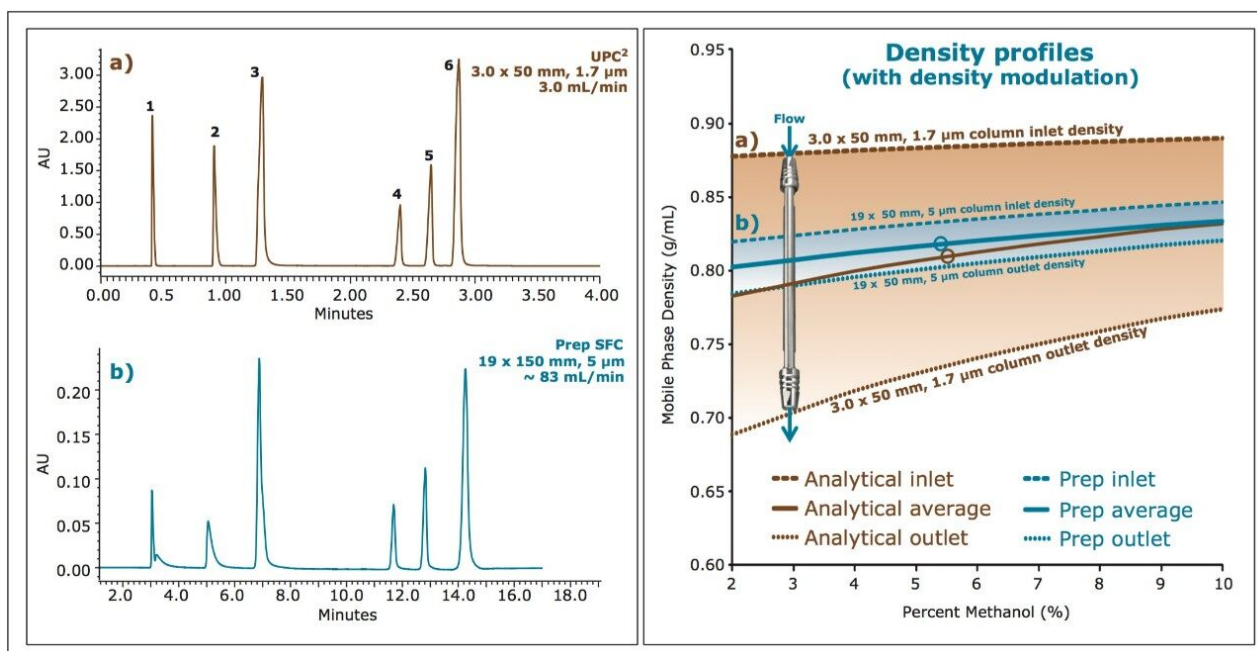 a)
UPC²
3.0 x 50 mm, 1.7 µm
3.0 mL/min
AU
3.00
2.50
2.00
1.50
1.00
0.50
0.00
1
2
3
4
5
6
0.00 0.50 1.00 1.50 2.00 2.50 3.00 3.50 4.00
Minutes
b)
Prep SFC
19 x 150 mm, 5 µm
~ 83 mL/min
AU
0.20
0.15
0.10
0.05
0.00
2.0 4.0 6.0 8.0 10.0 12.0 14.0 16.0 18.0
Minutes
Density profiles
(with density modulation)
Mobile Phase Density (g/mL)
0.95
0.90
0.85
0.80
0.75
0.70
0.65
0.60
Flow
a)
3.0 x 50 mm, 1.7 µm column inlet density
b)
19 x 50 mm, 5 µm column inlet density
19 x 50 mm, 5 µm column outlet density
3.0 x 50 mm, 1.7 µm column outlet density
Analytical inlet
Analytical average
Analytical outlet
Prep inlet
Prep average
Prep outlet
2 3 4 5 6 7 8 9 10
Percent Methanol (%)